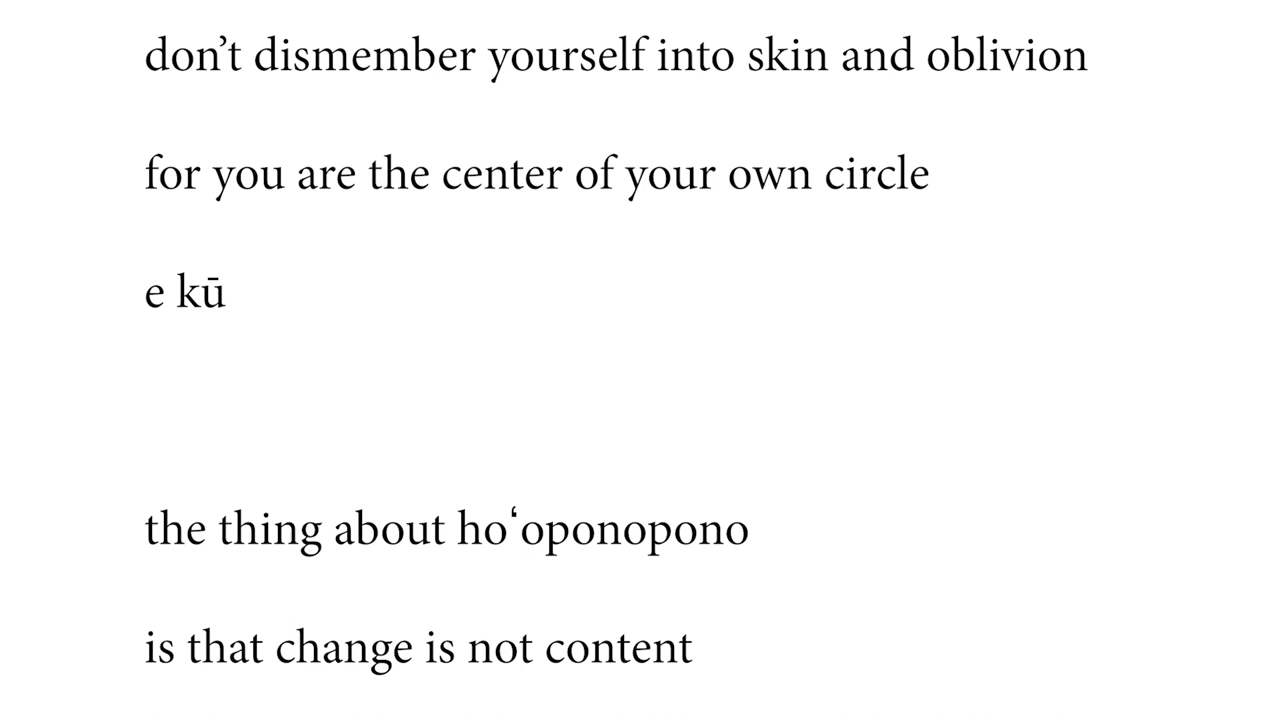 don’t dismember yourself into skin and oblivion
for you are the center of your own circle
e kū
the thing about hoʻoponopono
is that change is not content